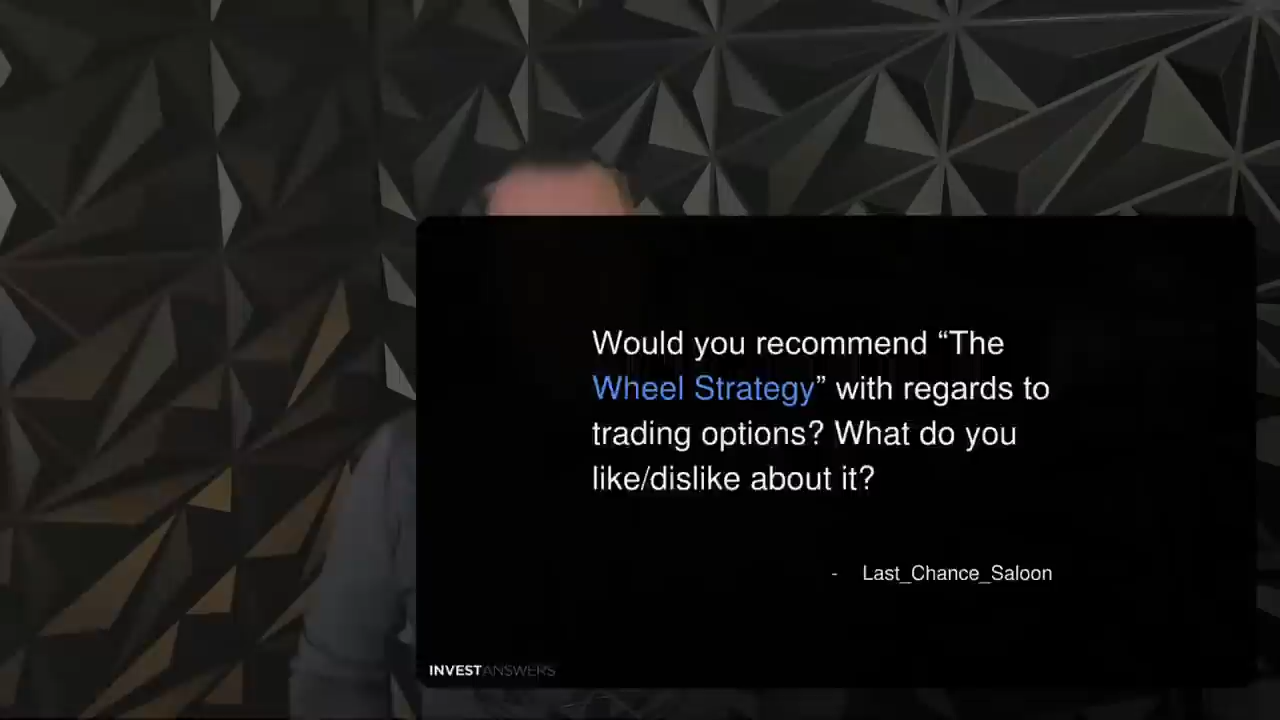 Would you recommend “The
Wheel Strategy” with regards to
trading options? What do you
like/dislike about it?
- Last_Chance_Saloon
INVESTANSWERS